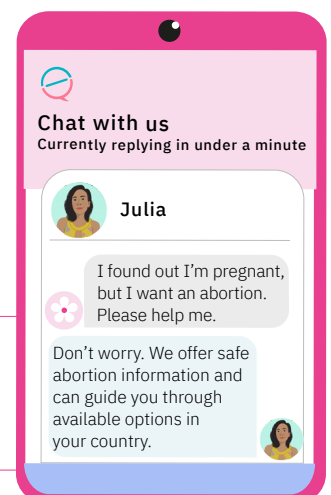 Chat with us
Currently replying in under a minute
Julia
I found out I’m pregnant,
but I want an abortion.
Please help me.
Don’t worry. We offer safe
abortion information and
can guide you through
available options in
your country.